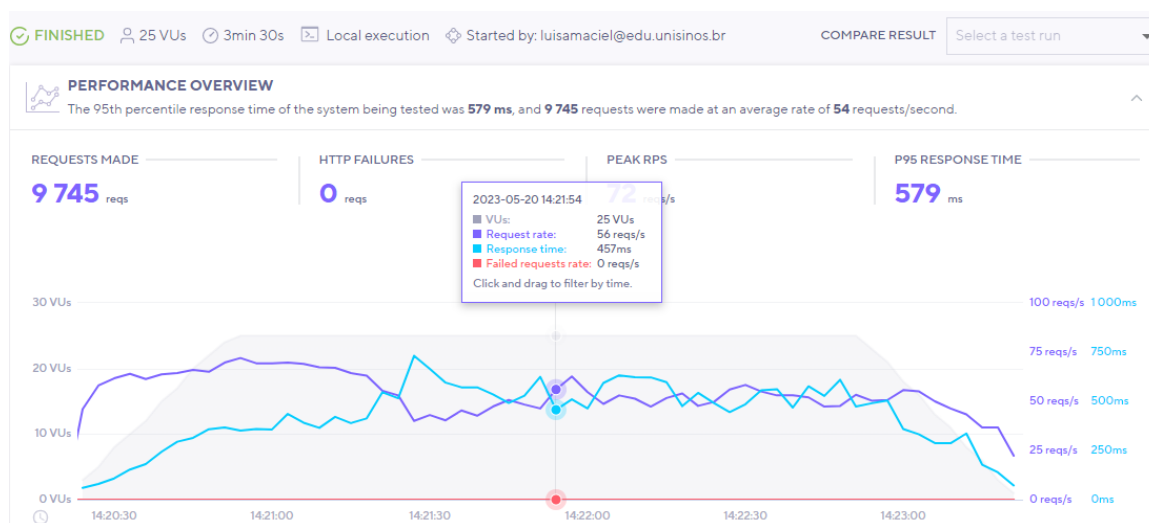 FINISHED 25 VUs 3min 30s Local execution Started by: luisamaciel@edu.unisinos.br COMPARE RESULT Select a test run
PERFORMANCE OVERVIEW
The 95th percentile response time of the system being tested was 579 ms, and 9 745 requests were made at an average rate of 54 requests/second.
REQUESTS MADE HTTP FAILURES PEAK RPS P95 RESPONSE TIME
9 745 reqs 0 reqs 72 reqs/s 579 ms
2023-05-20 14:21:54
VUs: 25 VUs
Request rate: 56 reqs/s
Response time: 457ms
Failed requests rate: 0 reqs/s
Click and drag to filter by time.
30 VUs 100 reqs/s 1 000ms
75 reqs/s 750ms
20 VUs
50 reqs/s 500ms
10 VUs
25 reqs/s 250ms
0 VUs 0 reqs/s 0ms
14:20:30 14:21:00 14:21:30 14:22:00 14:22:30 14:23:00